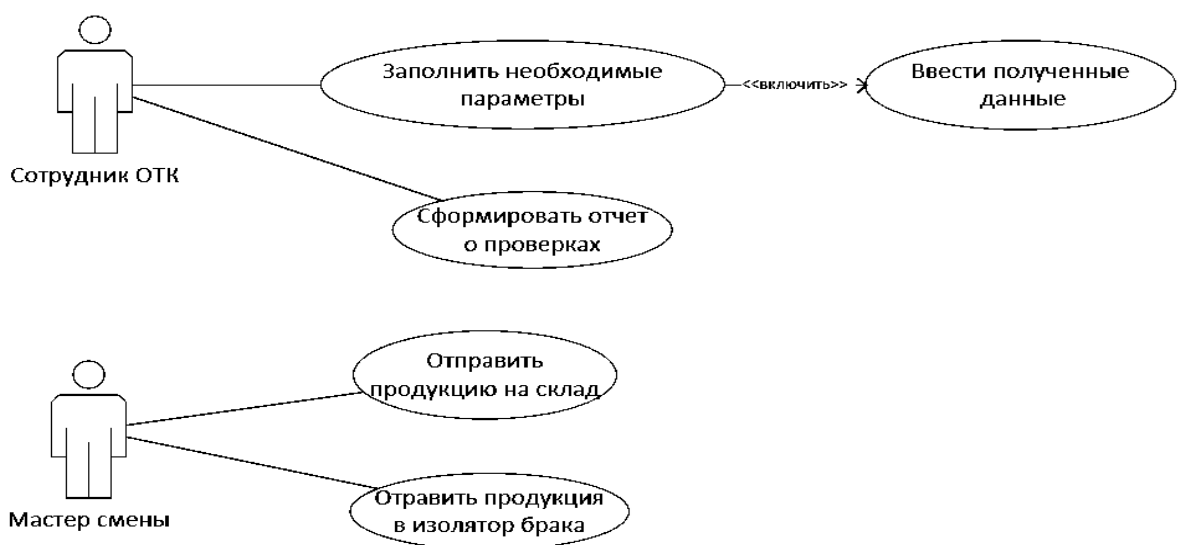 Заполнить необходимые
параметры
<<включить>>
Ввести полученные
данные
Сотрудник ОТК
Сформировать отчет
о проверках
Отправить
продукцию на склад
Отравить продукция
в изолятор брака
Мастер смены